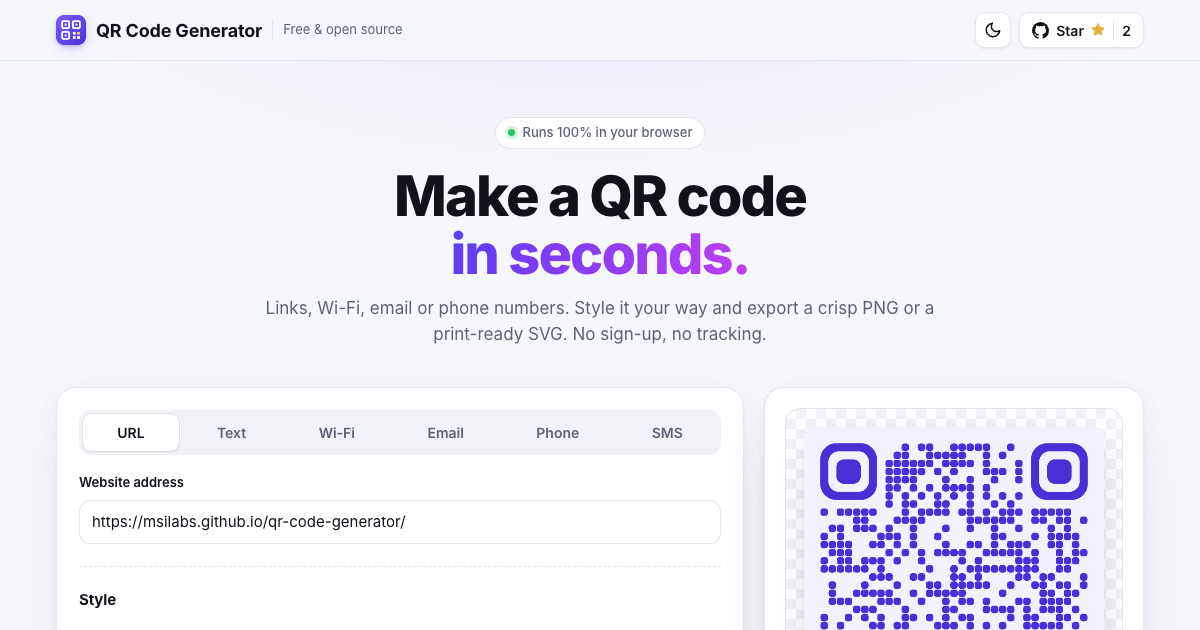 QR Code Generator
Free & open source
Star
2
Runs 100% in your browser
Make a QR code
in seconds.
Links, Wi-Fi, email or phone numbers. Style it your way and export a crisp PNG or a
print-ready SVG. No sign-up, no tracking.
URL
Text
Wi-Fi
Email
Phone
SMS
Website address
https://msilabs.github.io/qr-code-generator/
Style